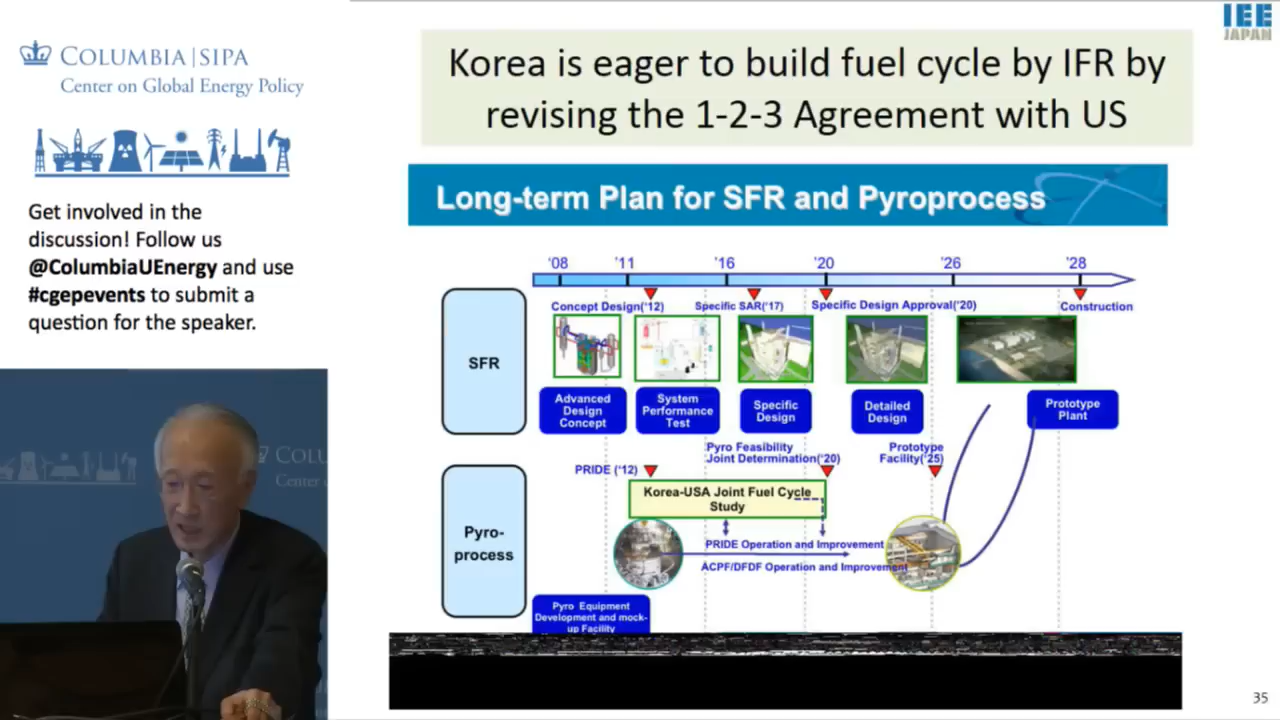 COLUMBIA | SIPA
Center on Global Energy Policy
Get involved in the
discussion! Follow us
@ColumbiaUEnergy and use
#cgepevents to submit a
question for the speaker.
COLU
Center
IEE
JAPAN
Korea is eager to build fuel cycle by IFR by
revising the 1-2-3 Agreement with US
Long-term Plan for SFR and Pyroprocess
'08 '11 '16 '20 '26 '28
Concept Design('12) Specific SAR('17) Specific Design Approval('20) Construction
SFR
Advanced
Design
Concept
System
Performance
Test
Specific
Design
Detailed
Design
Prototype
Plant
Pyro Feasibility
Joint Determination('20)
Prototype
Facility('25)
PRIDE ('12)
Korea-USA Joint Fuel Cycle
Study
Pyro-
process
PRIDE Operation and Improvement
ACPF/DFDF Operation and Improvement
Pyro Equipment
Development and mock-
up Facility
35